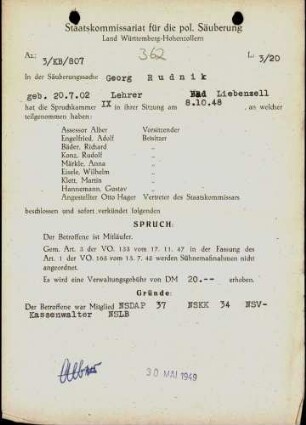 Staatskommissariat für die pol. Säuberung
Land Württemberg-Hohenzollern
362
Az.: 3/KB/807 L. 3/20
In der Säuberungssache Georg Rudnik
geb. 20.7.02 Lehrer Bad Liebenzell
hat die Spruchkammer IX in ihrer Sitzung am 8.10.48, an welcher
teilgenommen haben:
Assessor Alber Vorsitzender
Engelfried, Adolf Beisitzer
Bäder, Richard „
Konz, Rudolf „
Märkle, Anna „
Eisele, Wilhelm „
Klett, Martin „
Hannemann, Gustav „
Angestellter Otto Hager Vertreter des Staatskommissars
beschlossen und sofort verkündet folgenden
SPRUCH:
Der Betroffene ist Mitläufer.
Gem. Art. 3 der VO. 133 vom 17. 11. 47 in der Fassung des
Art. 1 der VO. 165 vom 13. 7. 48 werden Sühnemaßnahmen nicht
angeordnet.
Es wird eine Verwaltungsgebühr von DM 20.-- erhoben.
Gründe:
Der Betroffene war Mitglied NSDAP 37 NSKK 34 NSV-
Kassenwalter NSLB
Alber
30 MAI 1949